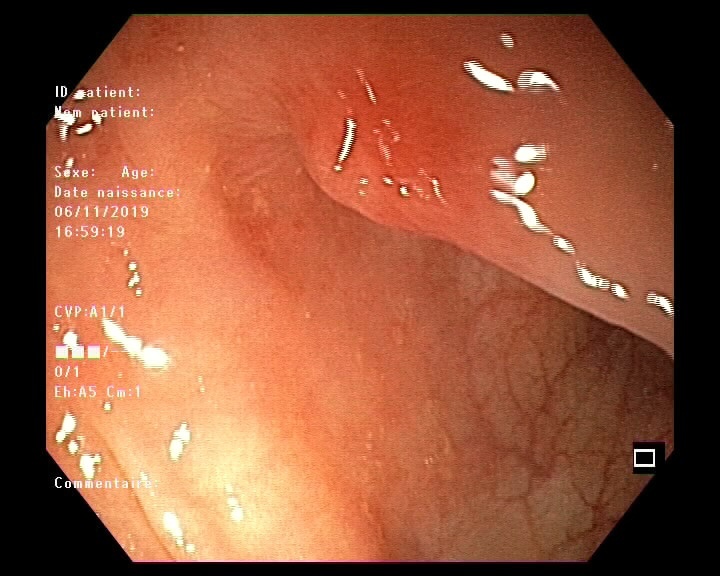 ID patient:
Nom patient:
Sexe: Age:
Date naissance:
06/11/2019
16:59:19
CVP:A1/1
0/1
Eh:A5 Cm:1
Commentaire: